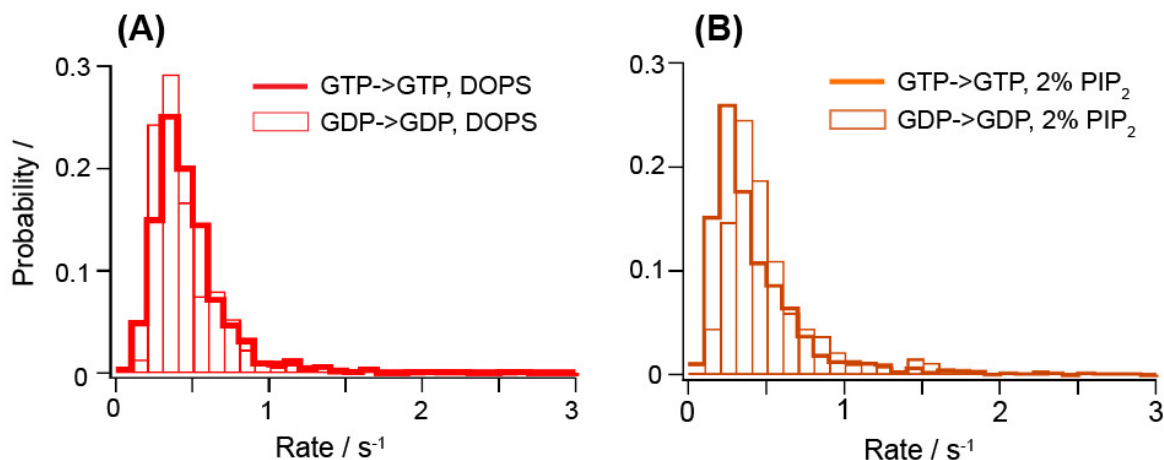 (A)
0.3
0.2
0.1
0
Probability /
GTP->GTP, DOPS
GDP->GDP, DOPS
0
1
2
3
Rate / s⁻¹
(B)
0.3
0.2
0.1
0
GTP->GTP, 2% PIP₂
GDP->GDP, 2% PIP₂
0
1
2
3
Rate / s⁻¹